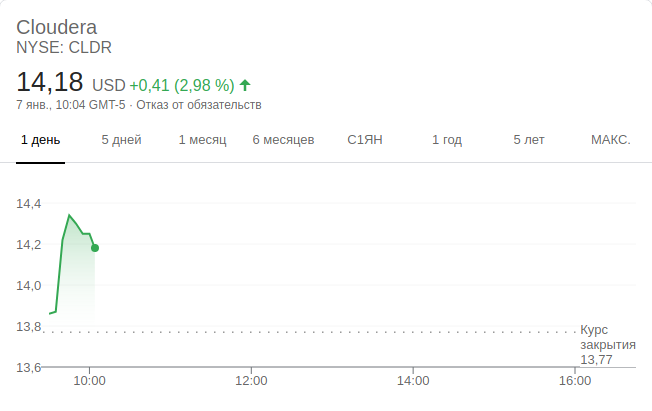 Cloudera
NYSE: CLDR
14,18 USD +0,41 (2,98 %)
7 янв., 10:04 GMT-5 · Отказ от обязательств
1 день 5 дней 1 месяц 6 месяцев С1ЯН 1 год 5 лет МАКС.
14,4
14,2
14,0
13,8
Курс
закрытия
13,77
13,6
10:00 12:00 14:00 16:00